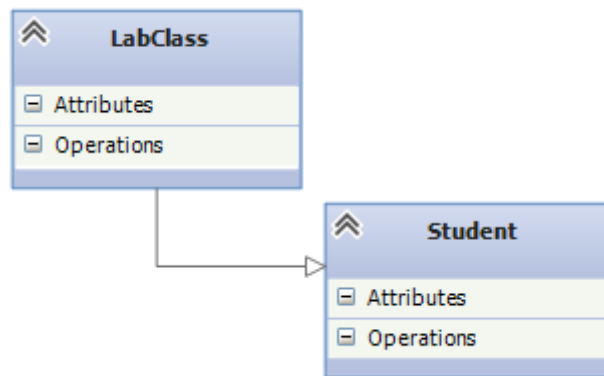 LabClass
Attributes
Operations
Student
Attributes
Operations